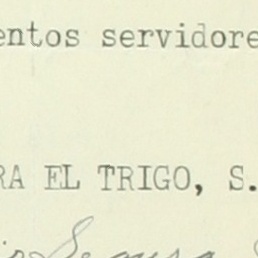 entos servidore
RA EL TRIGO, S.